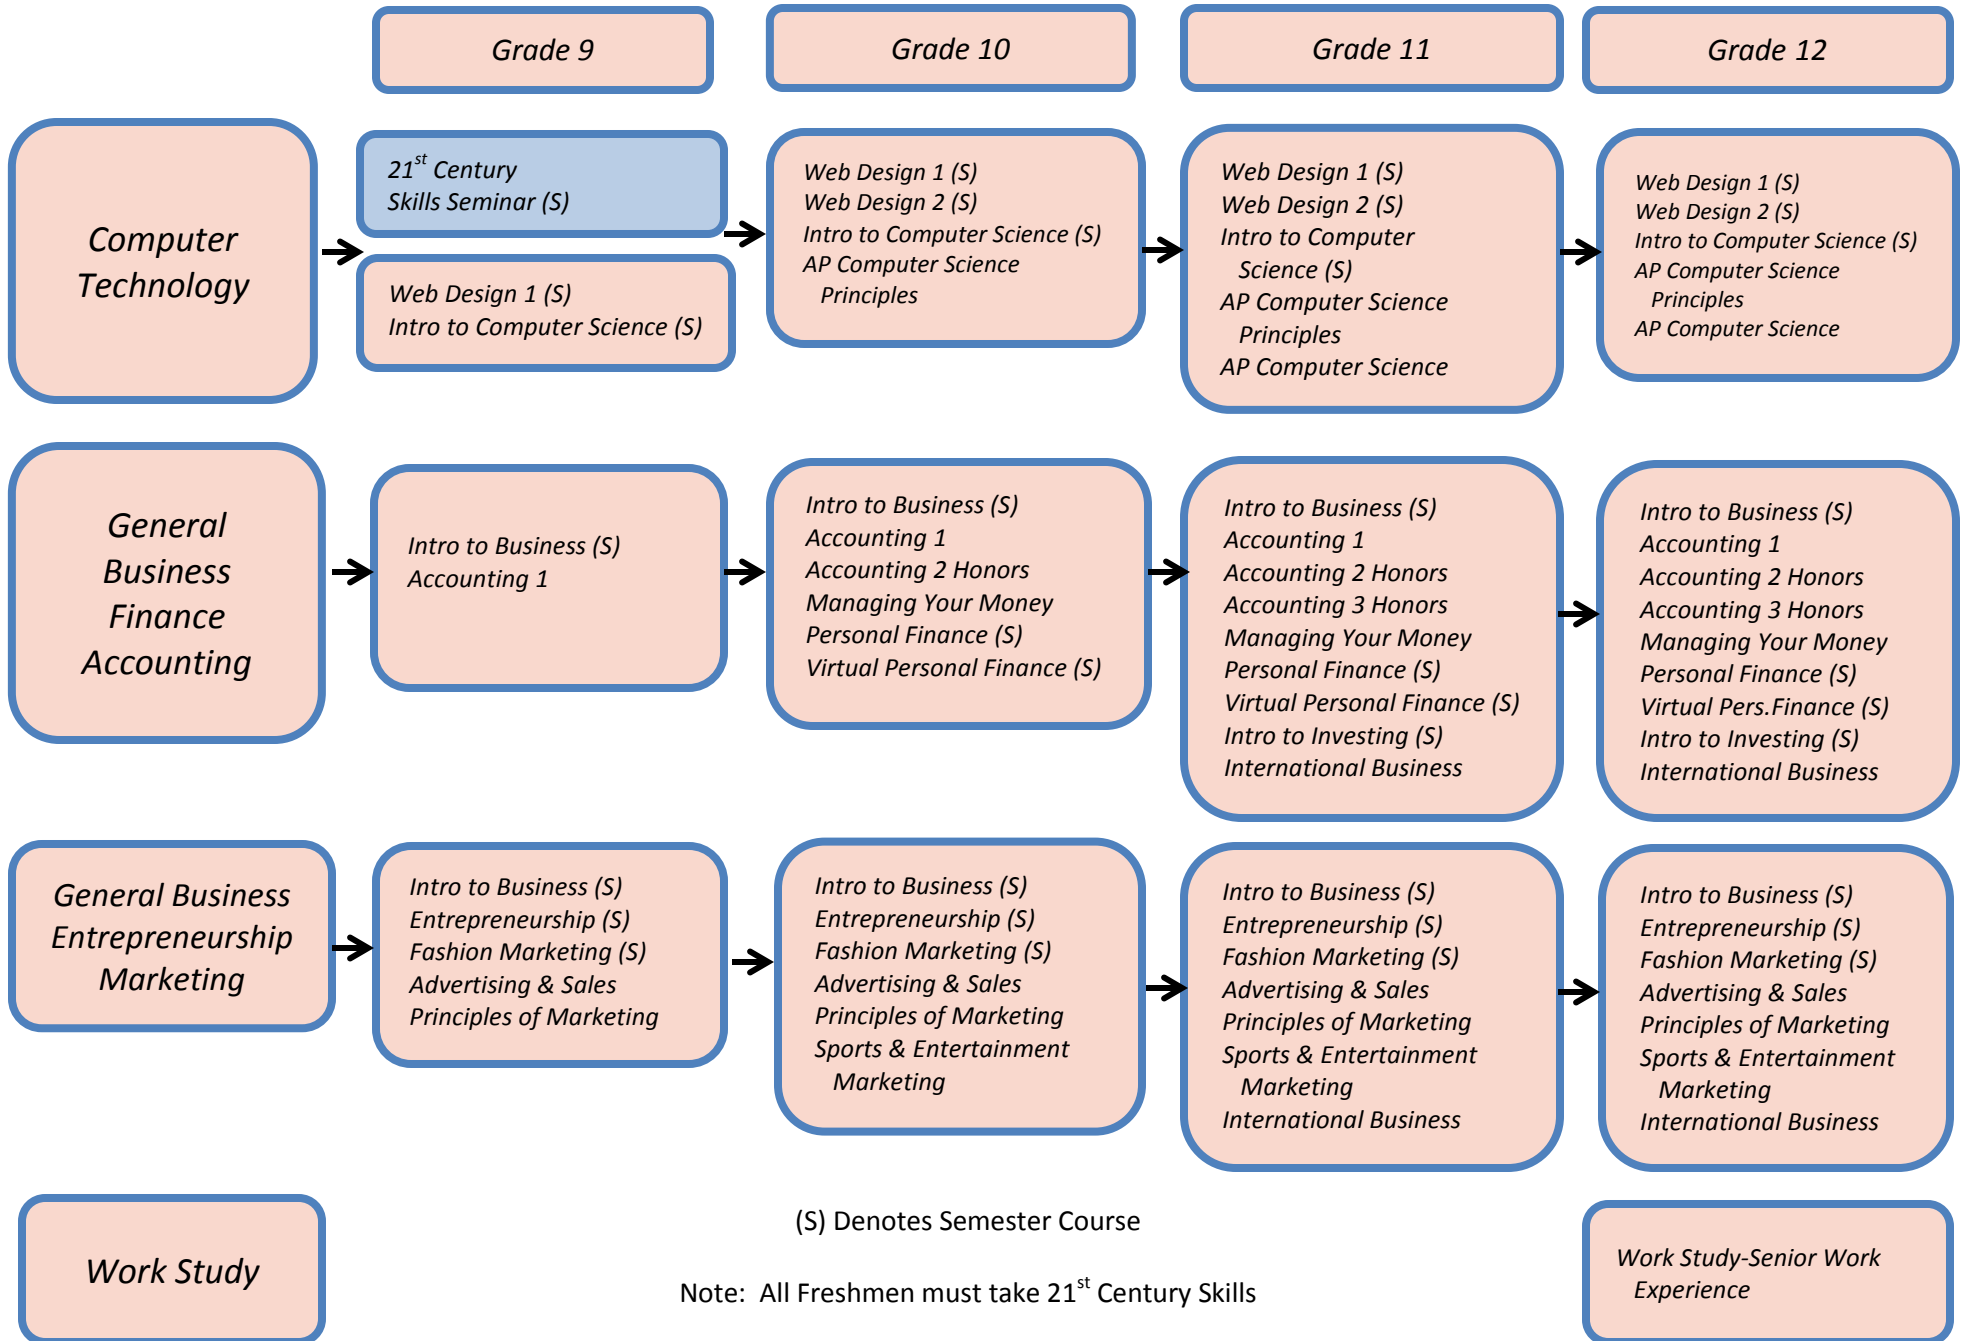 Grade 9
Grade 10
Grade 11
Grade 12
Computer
Technology
21st Century
Skills Seminar (S)
Web Design 1 (S)
Intro to Computer Science (S)
Web Design 1 (S)
Web Design 2 (S)
Intro to Computer Science (S)
AP Computer Science
Principles
Web Design 1 (S)
Web Design 2 (S)
Intro to Computer
Science (S)
AP Computer Science
Principles
AP Computer Science
Web Design 1 (S)
Web Design 2 (S)
Intro to Computer Science (S)
AP Computer Science
Principles
AP Computer Science
General
Business
Finance
Accounting
Intro to Business (S)
Accounting 1
Intro to Business (S)
Accounting 1
Accounting 2 Honors
Managing Your Money
Personal Finance (S)
Virtual Personal Finance (S)
Intro to Business (S)
Accounting 1
Accounting 2 Honors
Accounting 3 Honors
Managing Your Money
Personal Finance (S)
Virtual Personal Finance (S)
Intro to Investing (S)
International Business
Intro to Business (S)
Accounting 1
Accounting 2 Honors
Accounting 3 Honors
Managing Your Money
Personal Finance (S)
Virtual Pers.Finance (S)
Intro to Investing (S)
International Business
General Business
Entrepreneurship
Marketing
Intro to Business (S)
Entrepreneurship (S)
Fashion Marketing (S)
Advertising & Sales
Principles of Marketing
Intro to Business (S)
Entrepreneurship (S)
Fashion Marketing (S)
Advertising & Sales
Principles of Marketing
Sports & Entertainment
Marketing
Intro to Business (S)
Entrepreneurship (S)
Fashion Marketing (S)
Advertising & Sales
Principles of Marketing
Sports & Entertainment
Marketing
International Business
Intro to Business (S)
Entrepreneurship (S)
Fashion Marketing (S)
Advertising & Sales
Principles of Marketing
Sports & Entertainment
Marketing
International Business
Work Study
(S) Denotes Semester Course
Note:  All Freshmen must take 21st Century Skills
Work Study-Senior Work
Experience